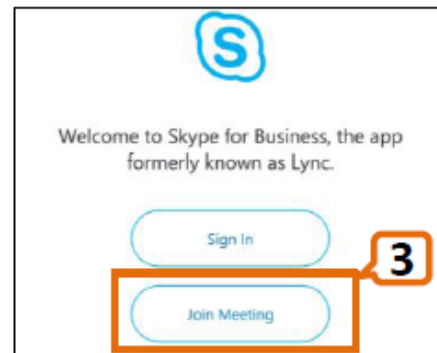 S
Welcome to Skype for Business, the app
formerly known as Lync.
Sign In
3
Join Meeting